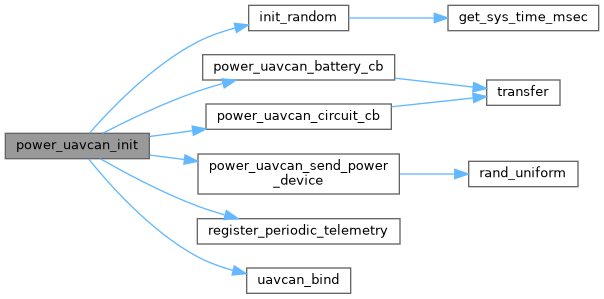 init_random
get_sys_time_msec
power_uavcan_battery_cb
transfer
power_uavcan_circuit_cb
power_uavcan_init
power_uavcan_send_power
_device
rand_uniform
register_periodic_telemetry
uavcan_bind